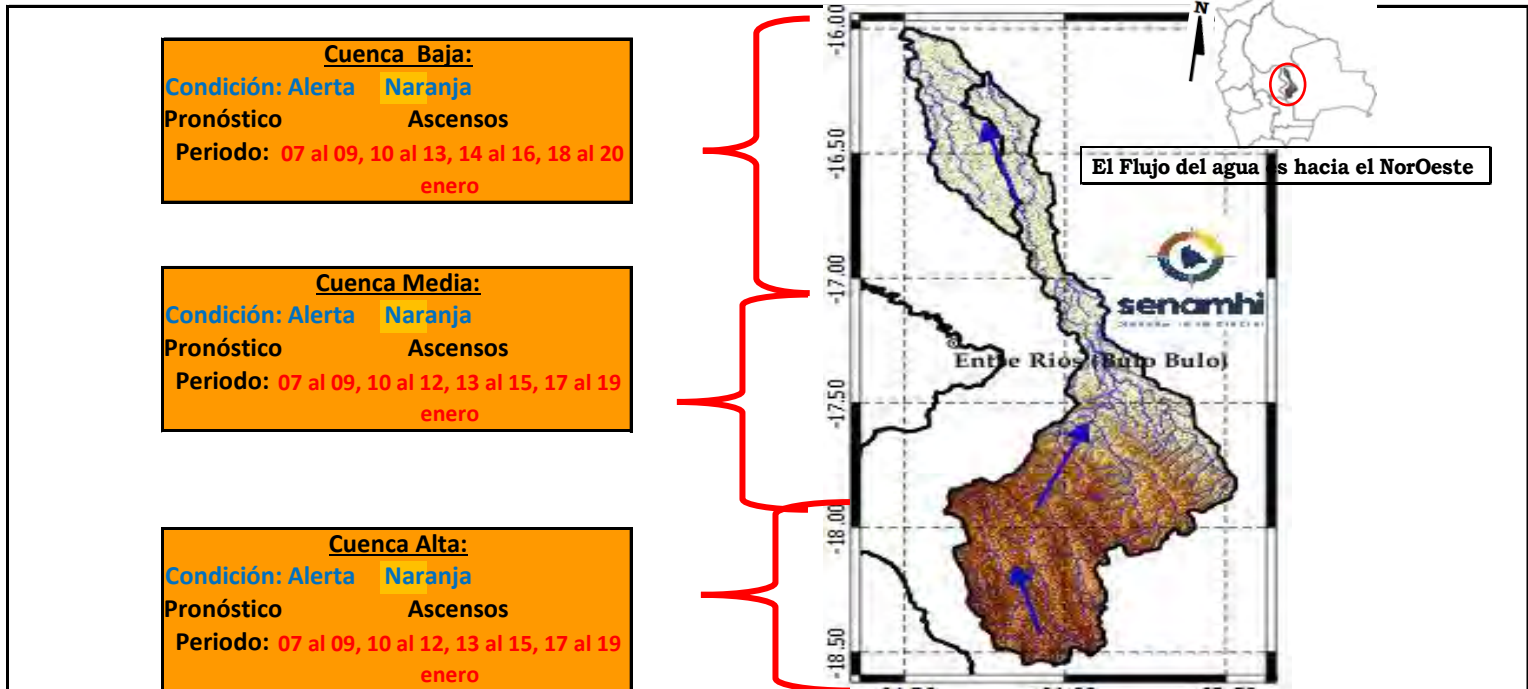 Cuenca Baja:
Condición: Alerta Naranja
Pronóstico Ascensos
Periodo: 07 al 09, 10 al 13, 14 al 16, 18 al 20
enero
Cuenca Media:
Condición: Alerta Naranja
Pronóstico Ascensos
Periodo: 07 al 09, 10 al 12, 13 al 15, 17 al 19
enero
Cuenca Alta:
Condición: Alerta Naranja
Pronóstico Ascensos
Periodo: 07 al 09, 10 al 12, 13 al 15, 17 al 19
enero
N
El Flujo del agua es hacia el NorOeste
senamhi
Entre Rios (Bulo Bulo)
-16.00
-16.50
-17.00
-17.50
-18.00
-18.50